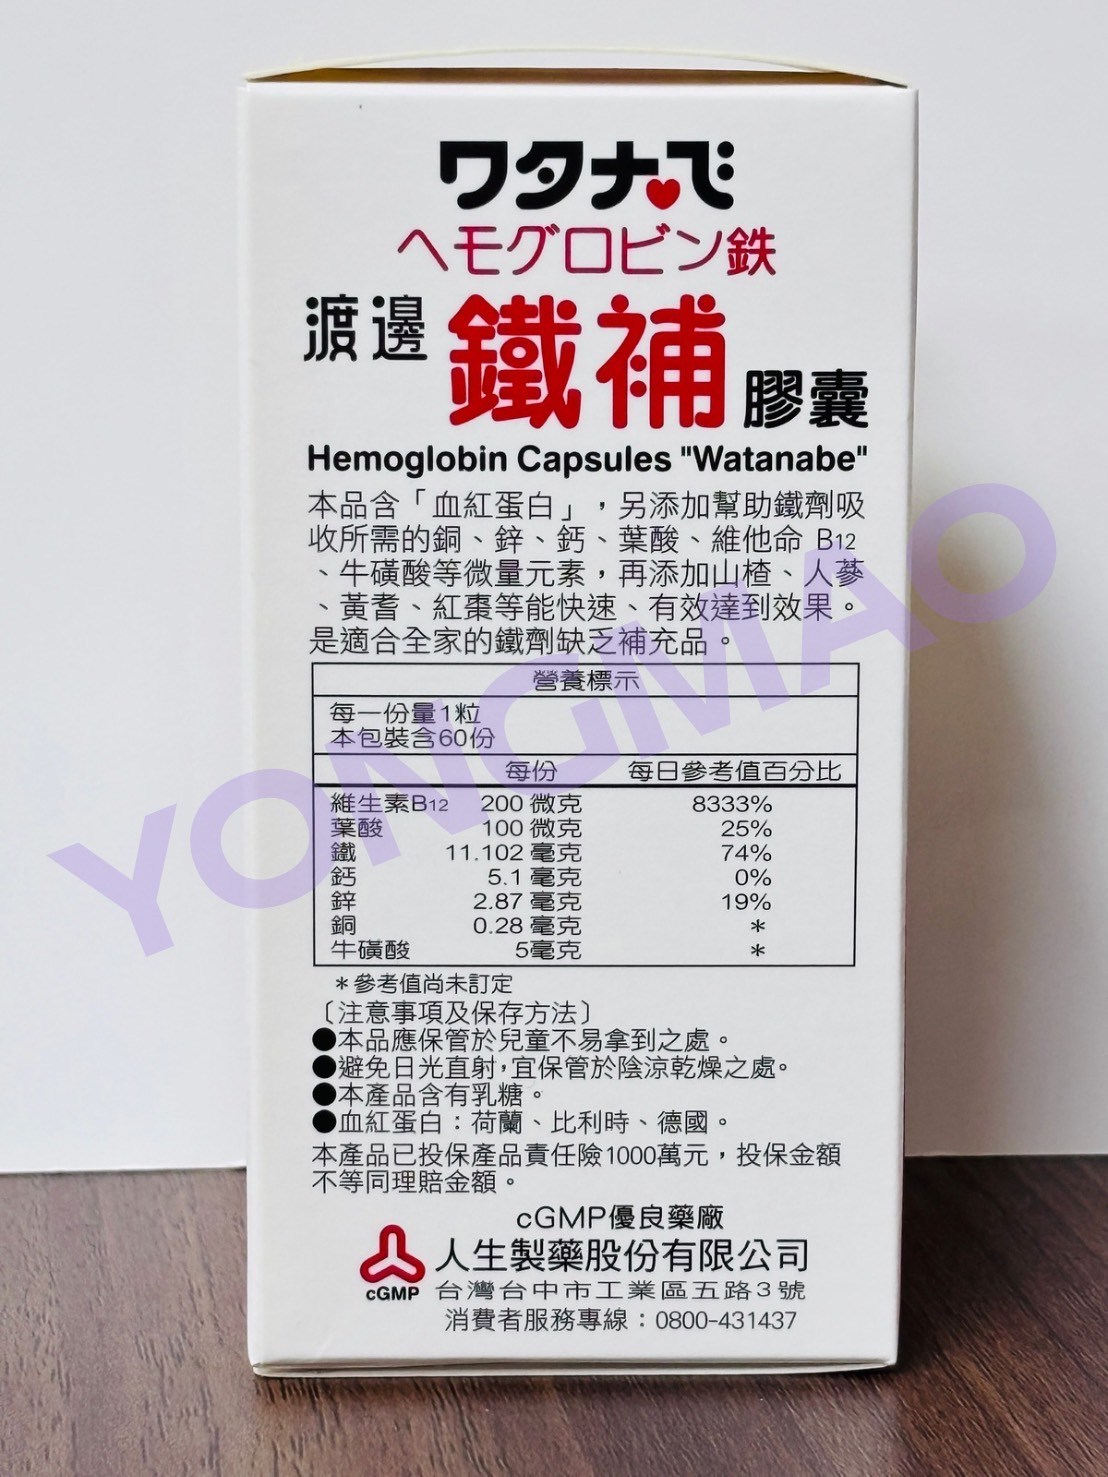 ワタナベ
ヘモグロビン鉄
渡邊 鐵補 膠囊
Hemoglobin Capsules "Watanabe"
本品含「血紅蛋白」，另添加幫助鐵劑吸
收所需的銅、鋅、鈣、葉酸、維他命 B12
、牛磺酸等微量元素，再添加山楂、人蔘
、黃耆、紅棗等能快速、有效達到效果。
是適合全家的鐵劑缺乏補充品。
營養標示
每一份量1粒
本包裝含60份
每份 每日參考值百分比
維生素B12 200 微克 8333%
葉酸 100 微克 25%
鐵 11.102 毫克 74%
鈣 5.1 毫克 0%
鋅 2.87 毫克 19%
銅 0.28 毫克 *
牛磺酸 5毫克 *
*參考值尚未訂定
〔注意事項及保存方法〕
●本品應保管於兒童不易拿到之處。
●避免日光直射，宜保管於陰涼乾燥之處。
●本產品含有乳糖。
●血紅蛋白：荷蘭、比利時、德國。
本產品已投保產品責任險1000萬元，投保金額
不等同理賠金額。
cGMP優良藥廠
人生製藥股份有限公司
cGMP 台灣台中市工業區五路3號
消費者服務專線：0800-431437
YONGMAO